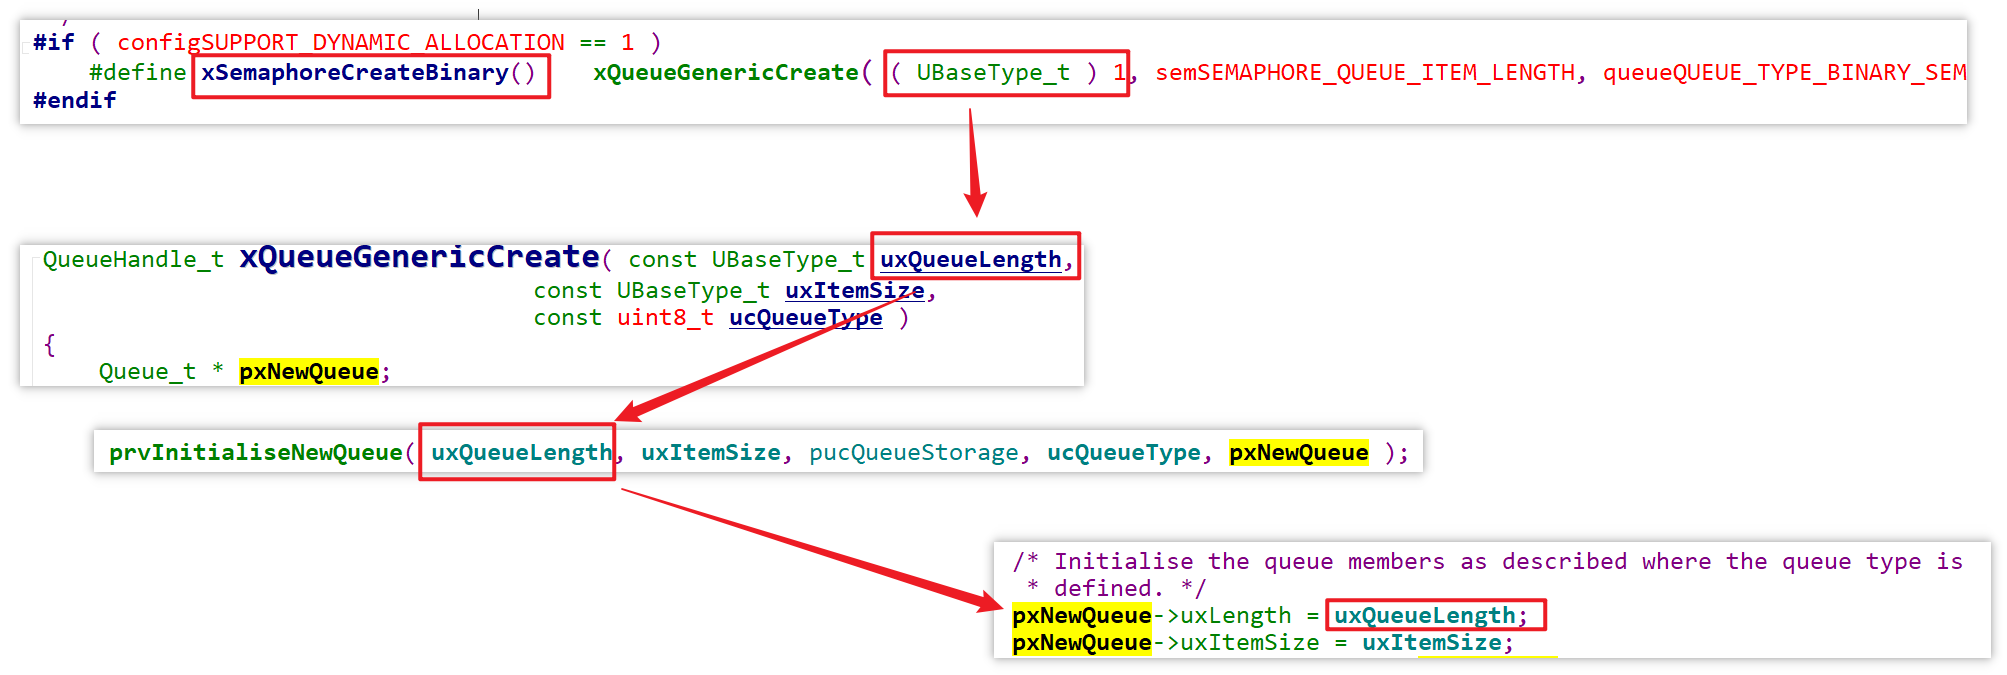 #if ( configSUPPORT_DYNAMIC_ALLOCATION == 1 )
#define xSemaphoreCreateBinary() xQueueGenericCreate( ( UBaseType_t ) 1, semSEMAPHORE_QUEUE_ITEM_LENGTH, queueQUEUE_TYPE_BINARY_SEM
#endif
QueueHandle_t xQueueGenericCreate( const UBaseType_t uxQueueLength,
const UBaseType_t uxItemSize,
const uint8_t ucQueueType )
{
Queue_t * pxNewQueue;
prvInitialiseNewQueue( uxQueueLength, uxItemSize, pucQueueStorage, ucQueueType, pxNewQueue );
/* Initialise the queue members as described where the queue type is
* defined. */
pxNewQueue->uxLength = uxQueueLength;
pxNewQueue->uxItemSize = uxItemSize;